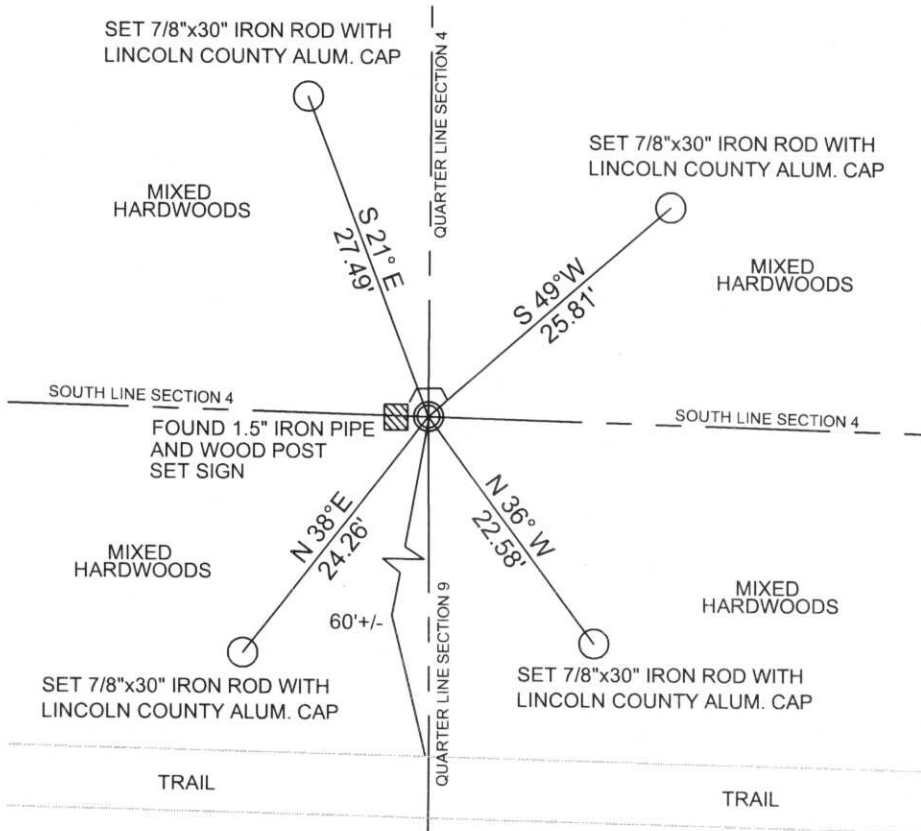 SET 7/8"x30" IRON ROD WITH
LINCOLN COUNTY ALUM. CAP
QUARTER LINE SECTION 4
SET 7/8"x30" IRON ROD WITH
LINCOLN COUNTY ALUM. CAP
MIXED
HARDWOODS
S 21° E
27.49'
MIXED
HARDWOODS
S 49°W
25.81'
SOUTH LINE SECTION 4
SOUTH LINE SECTION 4
FOUND 1.5" IRON PIPE
AND WOOD POST
SET SIGN
N 38°E
24.26'
N 36° W
22.58'
MIXED
HARDWOODS
MIXED
HARDWOODS
60'+/-
QUARTER LINE SECTION 9
SET 7/8"x30" IRON ROD WITH
LINCOLN COUNTY ALUM. CAP
SET 7/8"x30" IRON ROD WITH
LINCOLN COUNTY ALUM. CAP
TRAIL
TRAIL